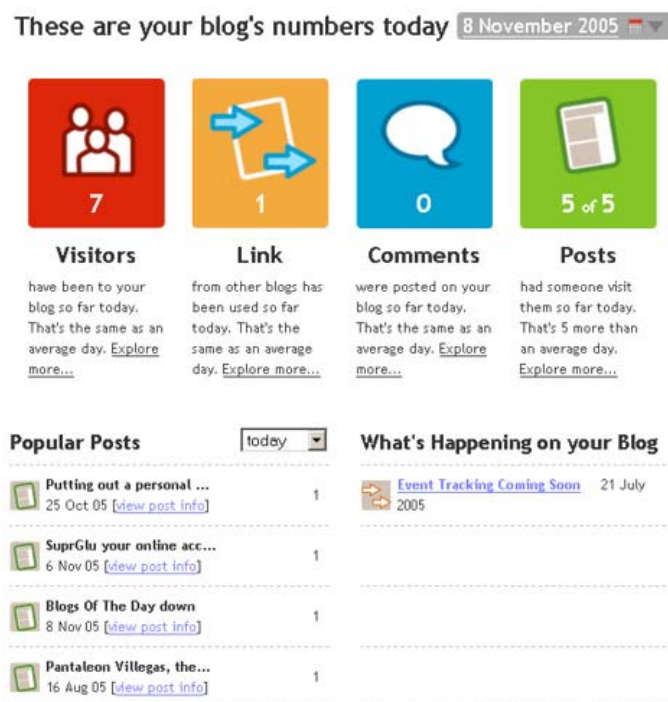 These are your blog's numbers today 8 November 2005
7
Visitors
have been to your
blog so far today.
That's the same as an
average day. Explore
more...
1
Link
from other blogs has
been used so far
today. That's the
same as an average
day. Explore more...
0
Comments
were posted on your
blog so far today.
That's the same as an
average day. Explore
more...
5 of 5
Posts
had someone visit
them so far today.
That's 5 more than
an average day.
Explore more...
Popular Posts today
Putting out a personal ... 1
25 Oct 05 [view post info]
SuprGlu your online acc... 1
6 Nov 05 [view post info]
Blogs Of The Day down 1
8 Nov 05 [view post info]
Pantaleon Villegas, the... 1
16 Aug 05 [view post info]
What's Happening on your Blog
Event Tracking Coming Soon 21 July
2005